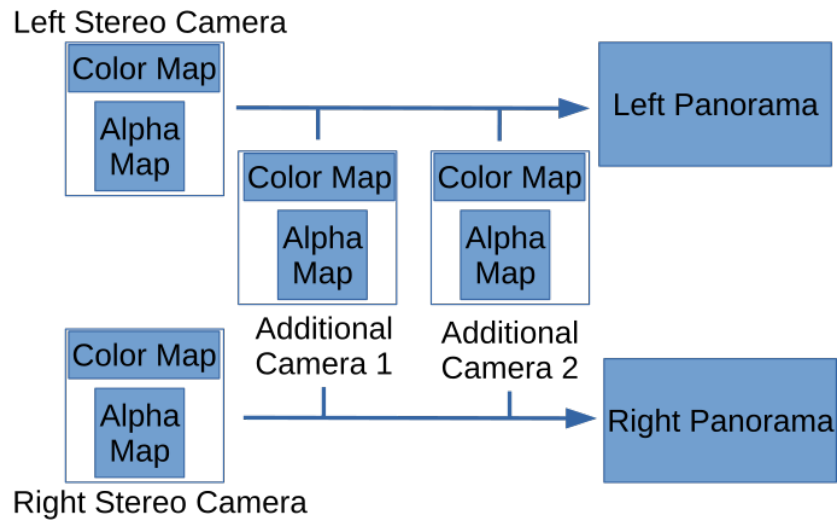 Left Stereo Camera
Color Map
Alpha
Map
Left Panorama
Color Map
Alpha
Map
Additional
Camera 1
Color Map
Alpha
Map
Additional
Camera 2
Color Map
Alpha
Map
Right Stereo Camera
Right Panorama